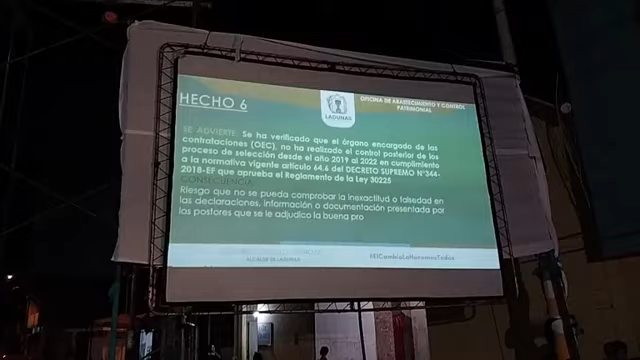 HECHO 6
LAGUNAS
OFICINA DE ABASTECIMIENTO Y CONTROL
PATRIMONIAL
SE ADVIERTE: Se ha verificado que el órgano encargado de las
contrataciones (OEC), no ha realizado el control posterior de los
proceso de selección desde el año 2019 al 2022 en cumplimiento
a la normativa vigente artículo 64.6 del DECRETO SUPREMO N°344-
2018-EF que aprueba el Reglamento de la Ley 30225
CONSECUENCIA:
Riesgo que no se pueda comprobar la inexactitud o falsedad en
las declaraciones, información o documentación presentada por
los postores que se le adjudico la buena pro
ALCALDE DE LAGUNAS
#ElCambioLoHacemosTodos